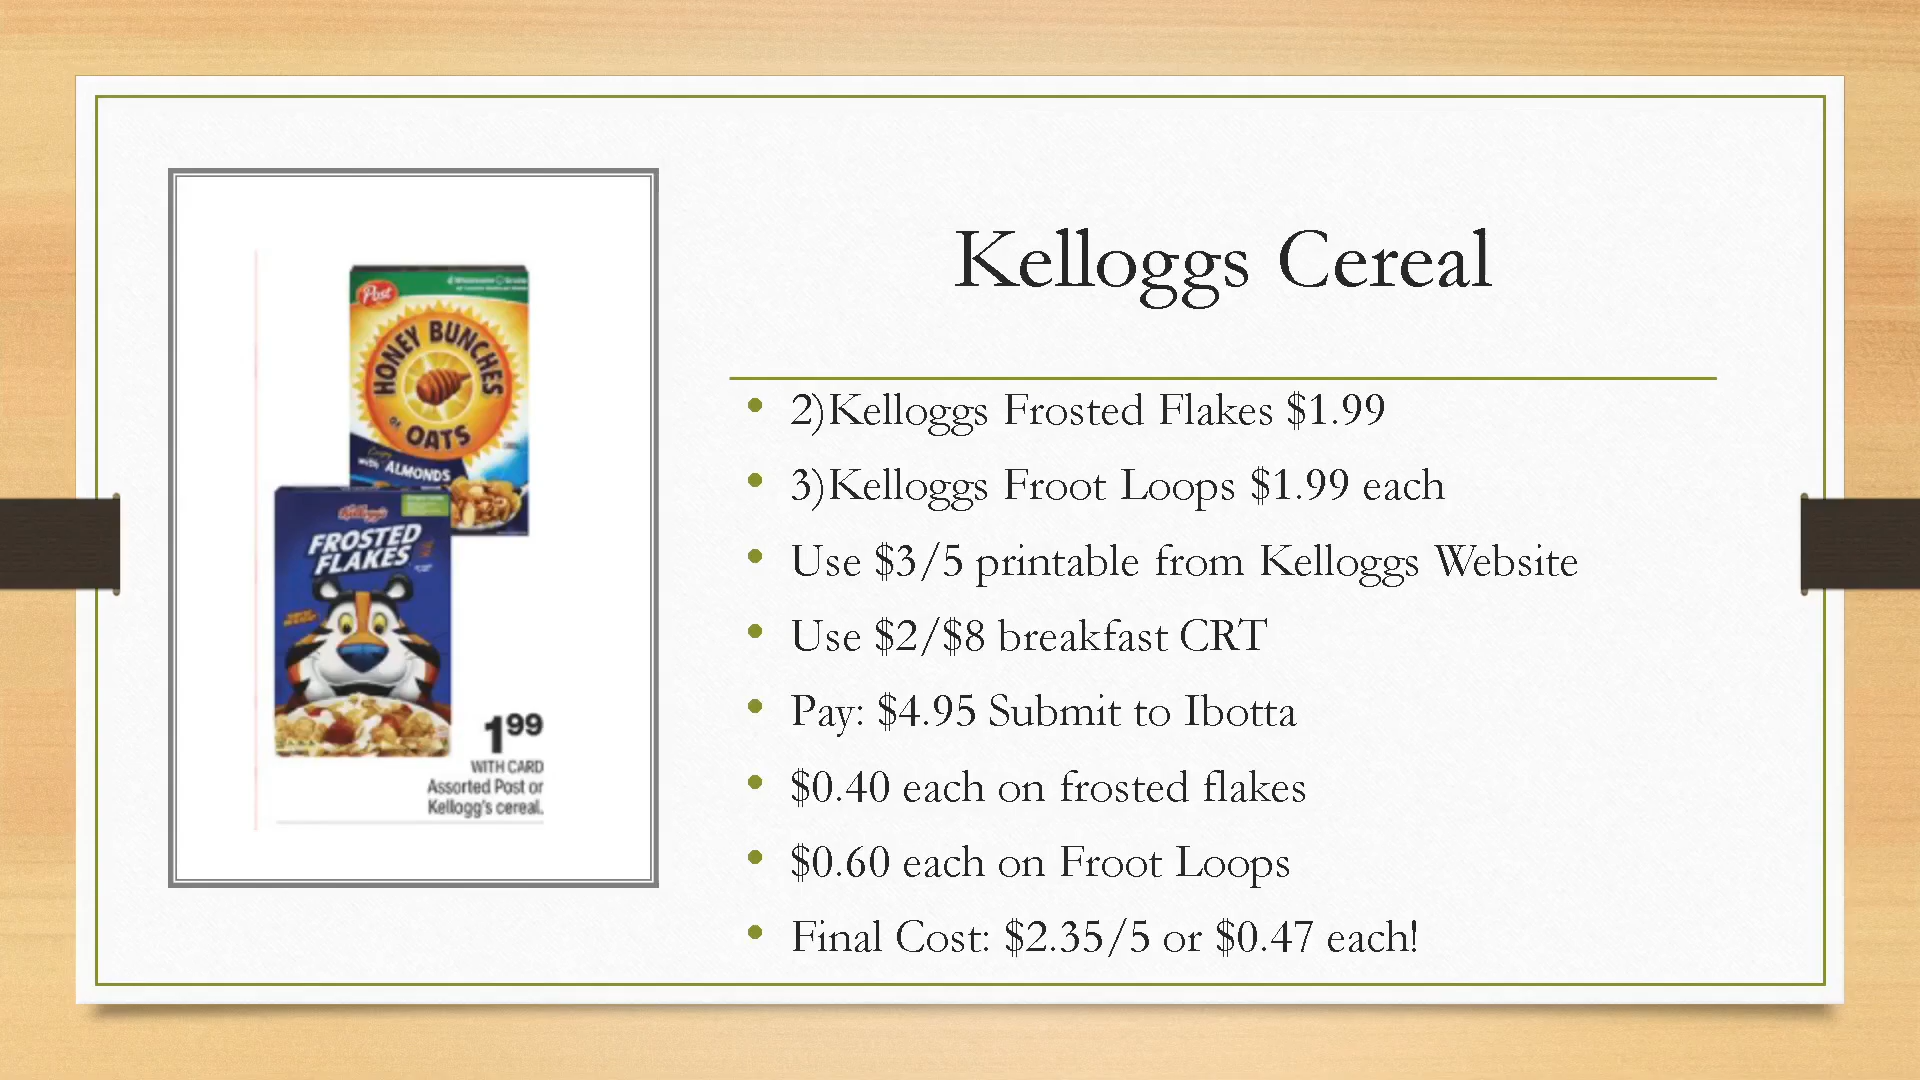 Kelloggs Cereal
Post
HONEY BUNCHES
of OATS
with ALMONDS
Kellogg's
FROSTED
FLAKES
199
WITH CARD
Assorted Post or
Kellogg's cereal.
• 2)Kelloggs Frosted Flakes $1.99
• 3)Kelloggs Froot Loops $1.99 each
• Use $3/5 printable from Kelloggs Website
• Use $2/$8 breakfast CRT
• Pay: $4.95 Submit to Ibotta
• $0.40 each on frosted flakes
• $0.60 each on Froot Loops
• Final Cost: $2.35/5 or $0.47 each!